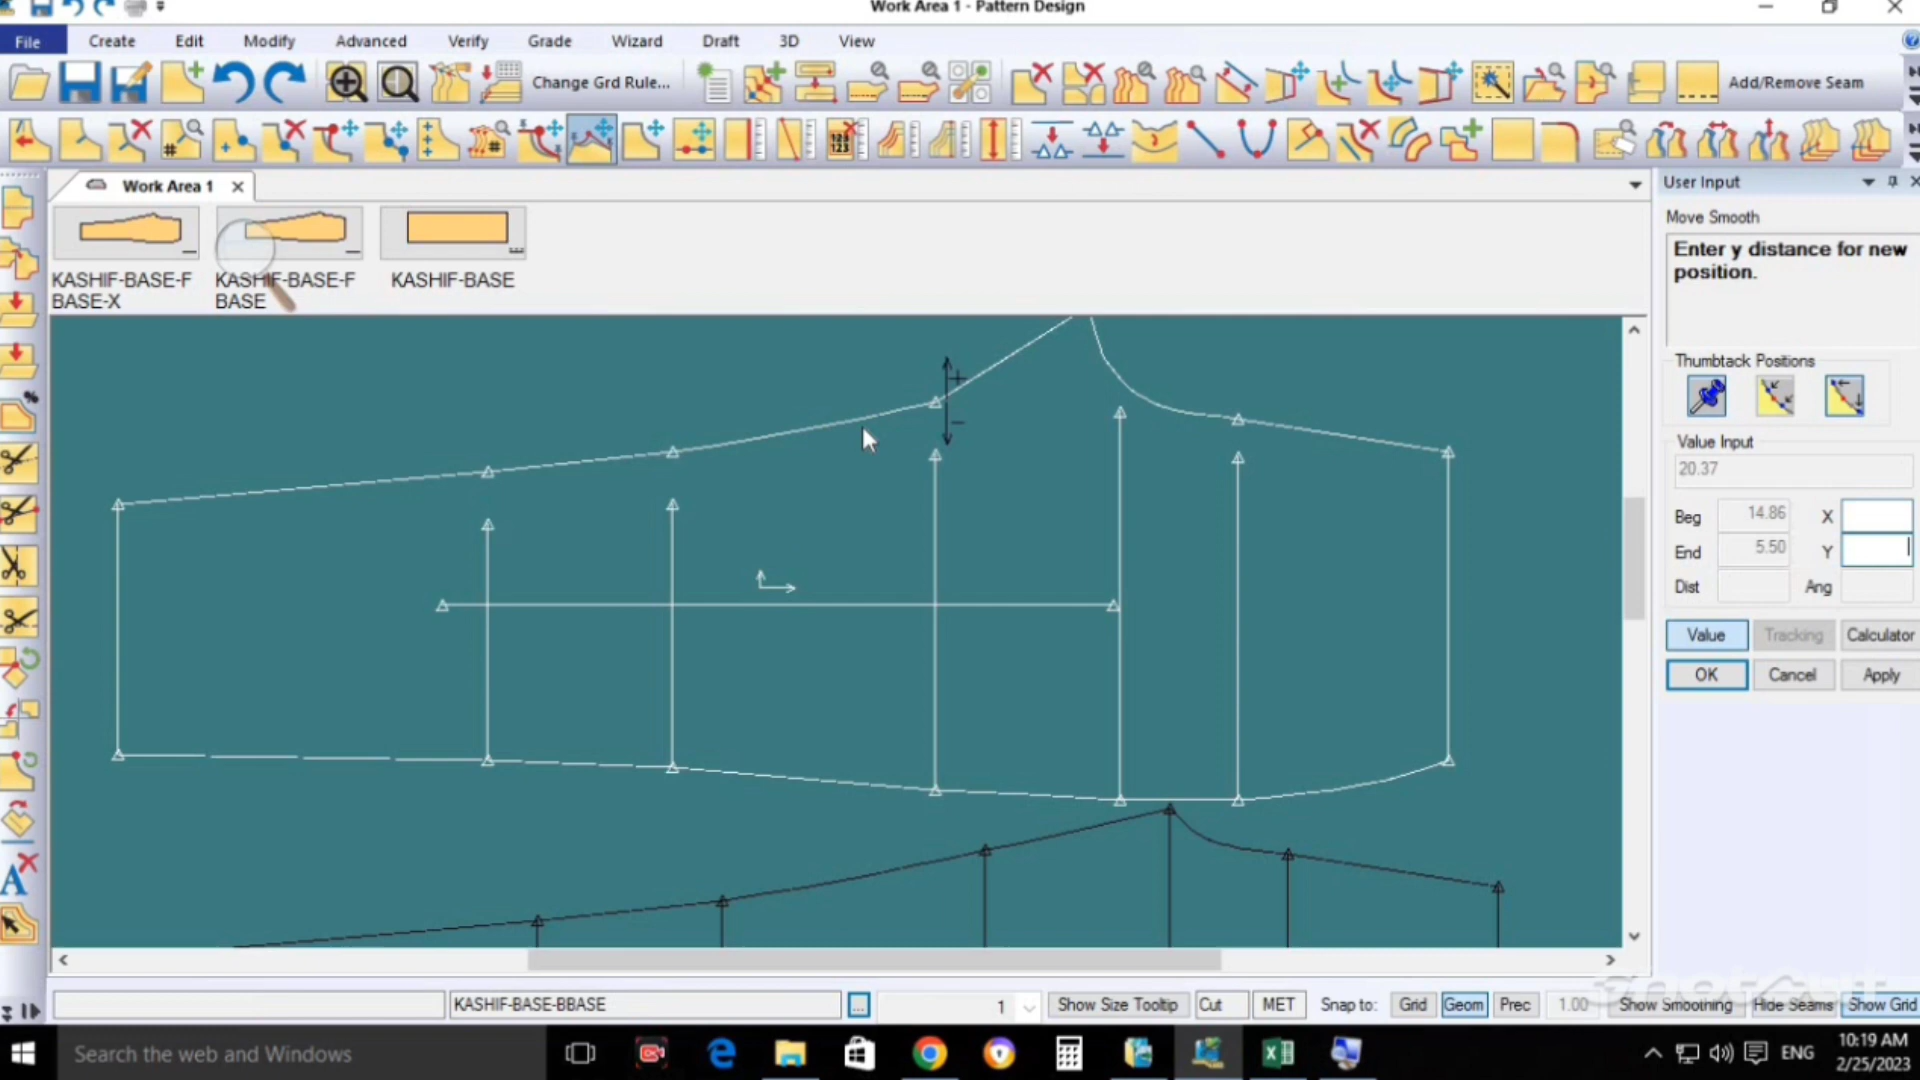 Work Area 1 - Pattern Design
File Create Edit Modify Advanced Verify Grade Wizard Draft 3D View
Change Grd Rule... Add/Remove Seam
Work Area 1
User Input
Move Smooth
Enter y distance for new
position.
KASHIF-BASE-F
BASE-X
KASHIF-BASE-F
BASE
KASHIF-BASE
Thumbtack Positions
Value Input
20.37
Beg 14.86 X
End 5.50 Y
Dist Ang
Value Tracking Calculator
OK Cancel Apply
KASHIF-BASE-BBASE 1 Show Size Tooltip Cut MET Snap to: Grid Geom Prec 1.00 Show Smoothing Hide Seams Show Grid
Search the web and Windows
ENG
10:19 AM
2/25/2023